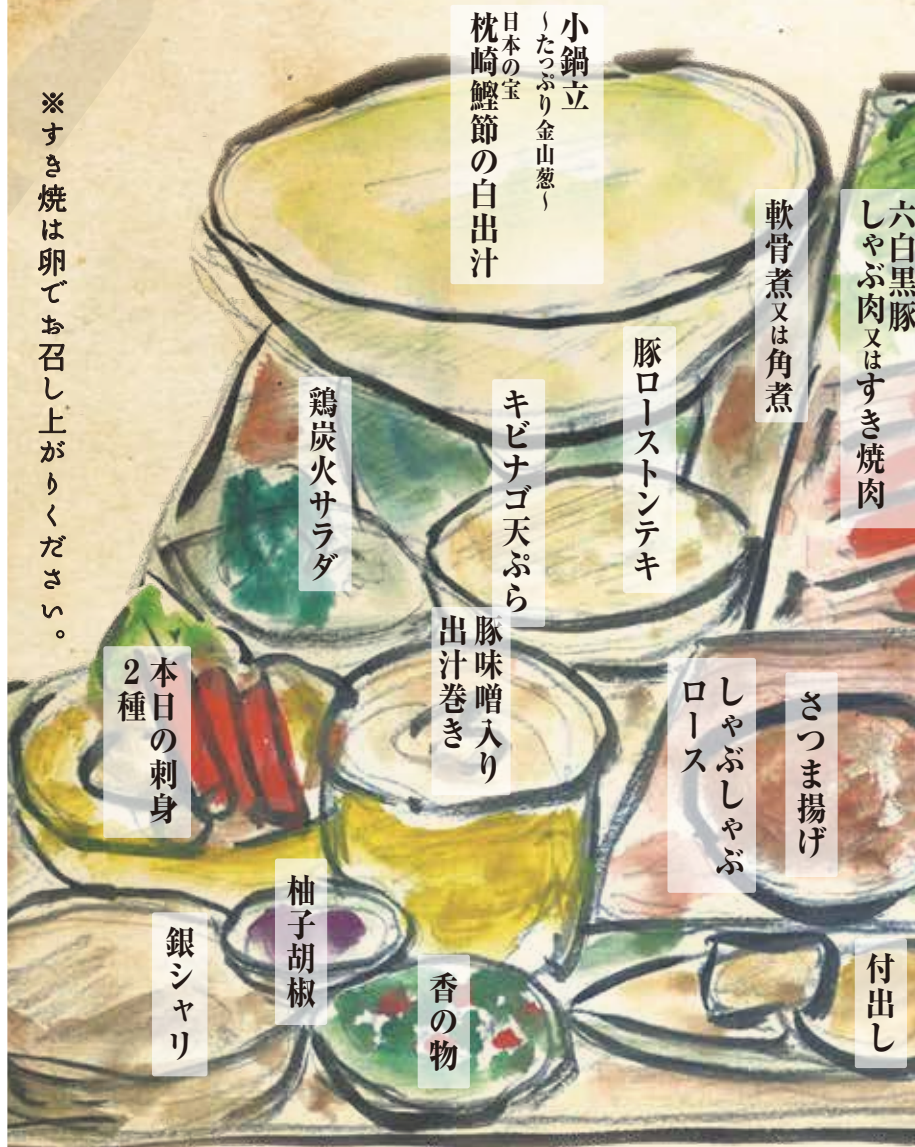 小鍋立
～たっぷり金山葱～
日本の宝
枕崎鰹節の白出汁
六白黒豚
しゃぶ肉又はすき焼肉
軟骨煮又は角煮
豚ローストンテキ
キビナゴ天ぷら
鶏炭火サラダ
※すき焼は卵でお召し上がりください。
豚味噌入り
出汁巻き
本日の刺身
2種
さつま揚げ
しゃぶしゃぶ
ロース
付出し
香の物
柚子胡椒
銀シャリ